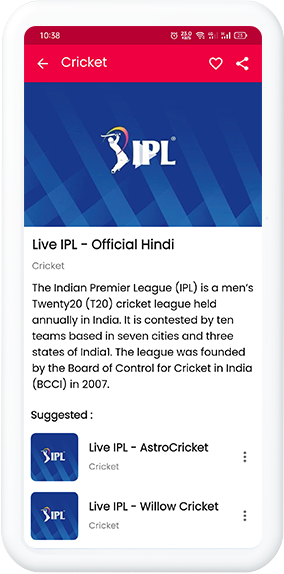 10:38
Cricket
IPL
Live IPL - Official Hindi
Cricket
The Indian Premier League (IPL) is a men's
Twenty20 (T20) cricket league held
annually in India. It is contested by ten
teams based in seven cities and three
states of India1. The league was founded
by the Board of Control for Cricket in India
(BCCI) in 2007.
Suggested :
IPL
Live IPL - AstroCricket
Cricket
IPL
Live IPL - Willow Cricket
Cricket